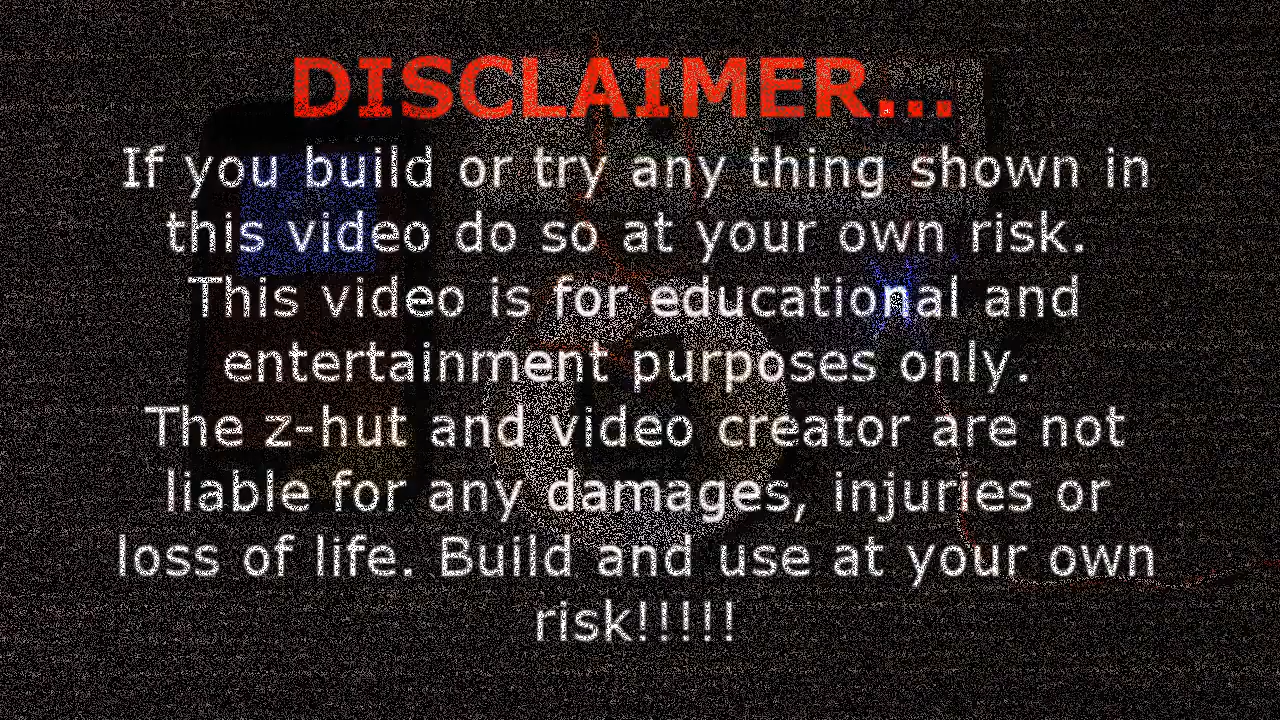 DISCLAIMER...
If you build or try any thing shown in
this video do so at your own risk.
This video is for educational and
entertainment purposes only.
The z-hut and video creator are not
liable for any damages, injuries or
loss of life. Build and use at your own
risk!!!!!